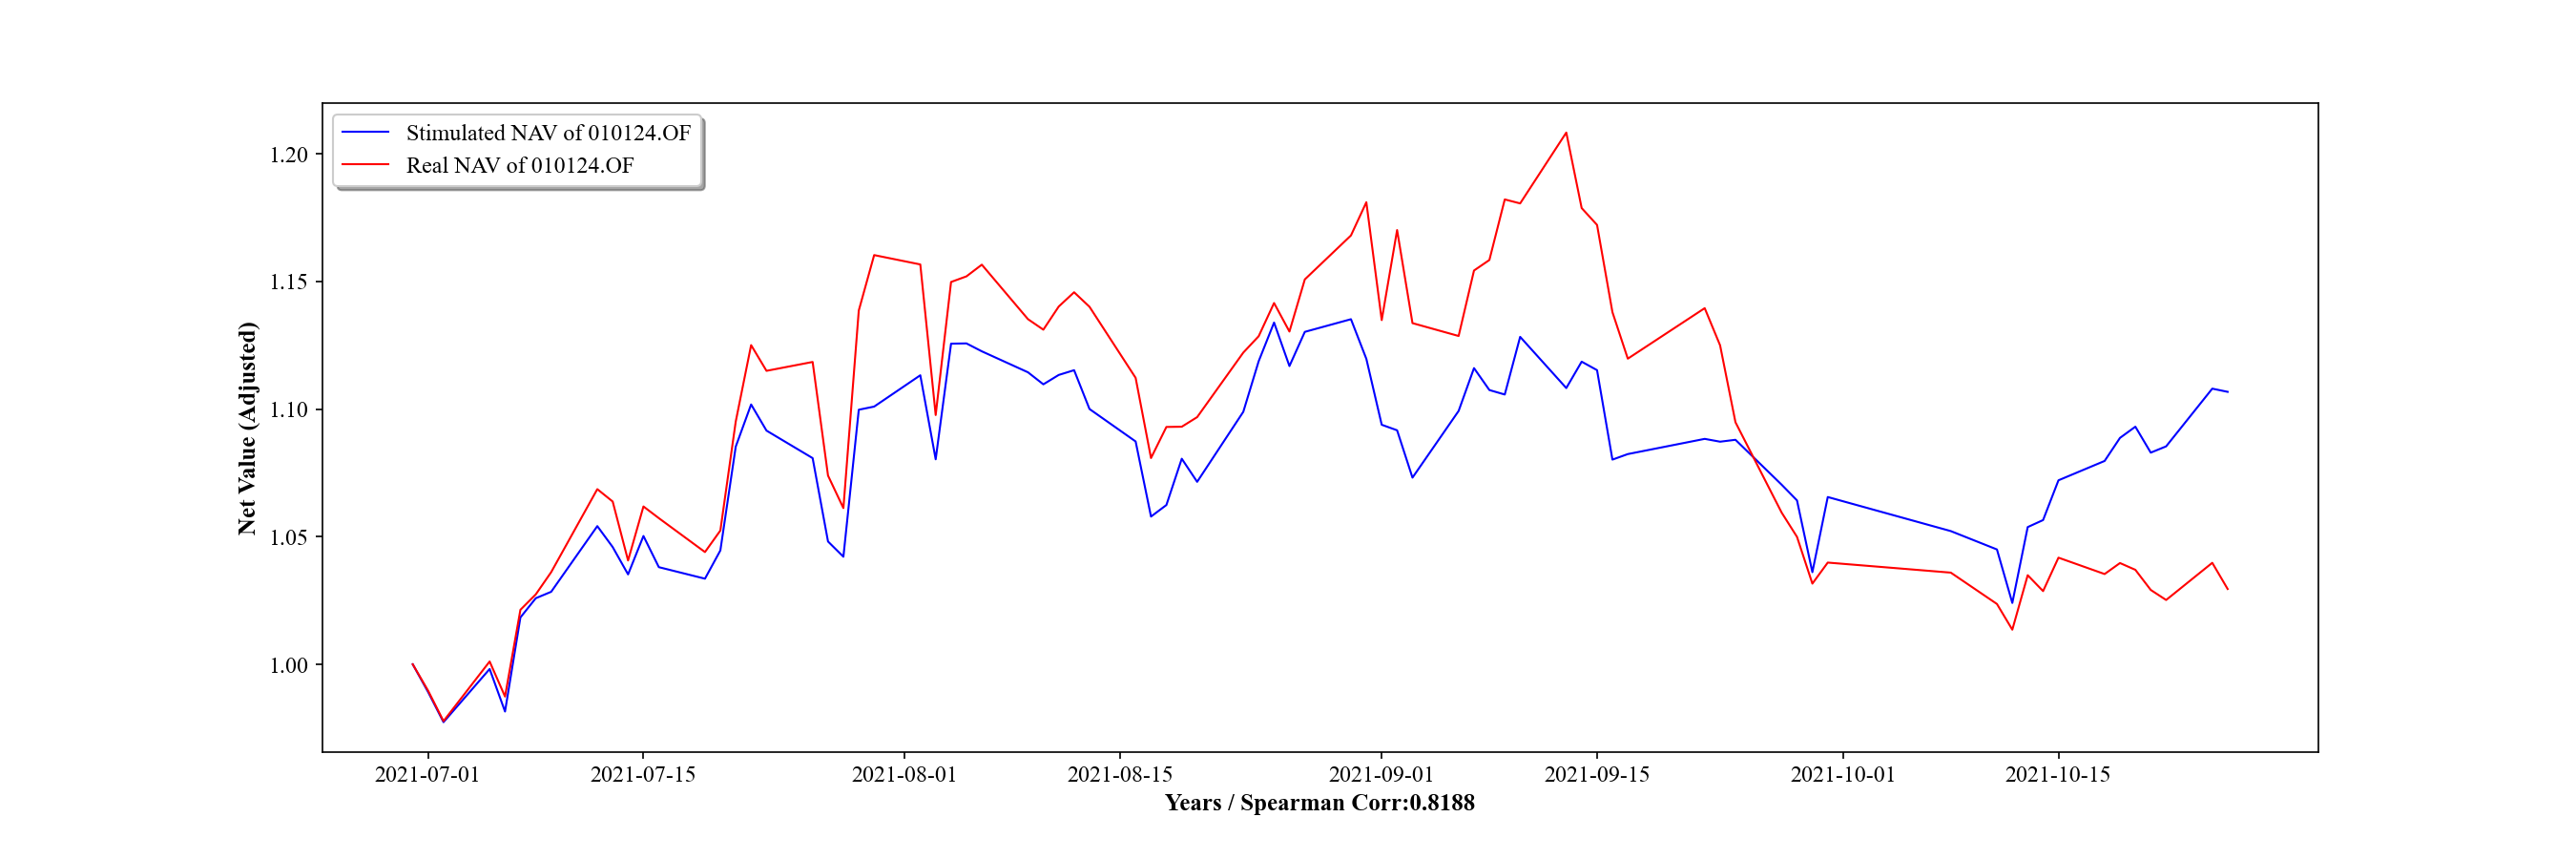 Stimulated NAV of 010124.OF
Real NAV of 010124.OF
1.20
1.15
1.10
1.05
1.00
Net Value (Adjusted)
2021-07-01 2021-07-15 2021-08-01 2021-08-15 2021-09-01 2021-09-15 2021-10-01 2021-10-15
Years / Spearman Corr:0.8188